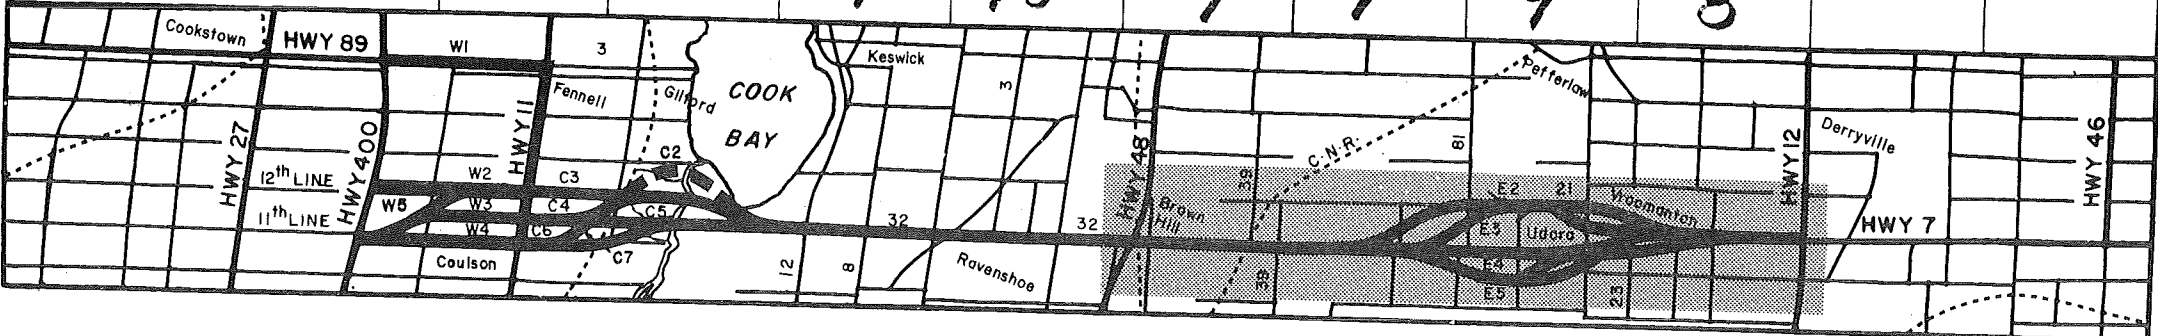 Cookstown
HWY 89
W1
3
Fennell
Gilford
COOK
BAY
Keswick
3
Pefferlaw
Derryville
HWY 27
12th LINE
11th LINE
HWY 400
HWY 11
W2
W3
W4
W5
Coulson
C2
C3
C4
C5
C6
C7
32
12
8
Ravenshoe
32
HWY 48
Brown
Hill
39
39
C.N.R.
81
E2
21
E3
Udora
E4
E5
23
HWY 12
HWY 7
HWY 46